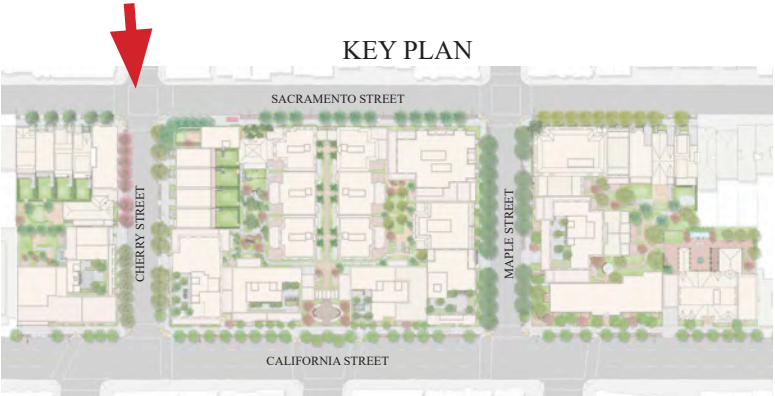 KEY PLAN
SACRAMENTO STREET
CHERRY STREET
MAPLE STREET
CALIFORNIA STREET